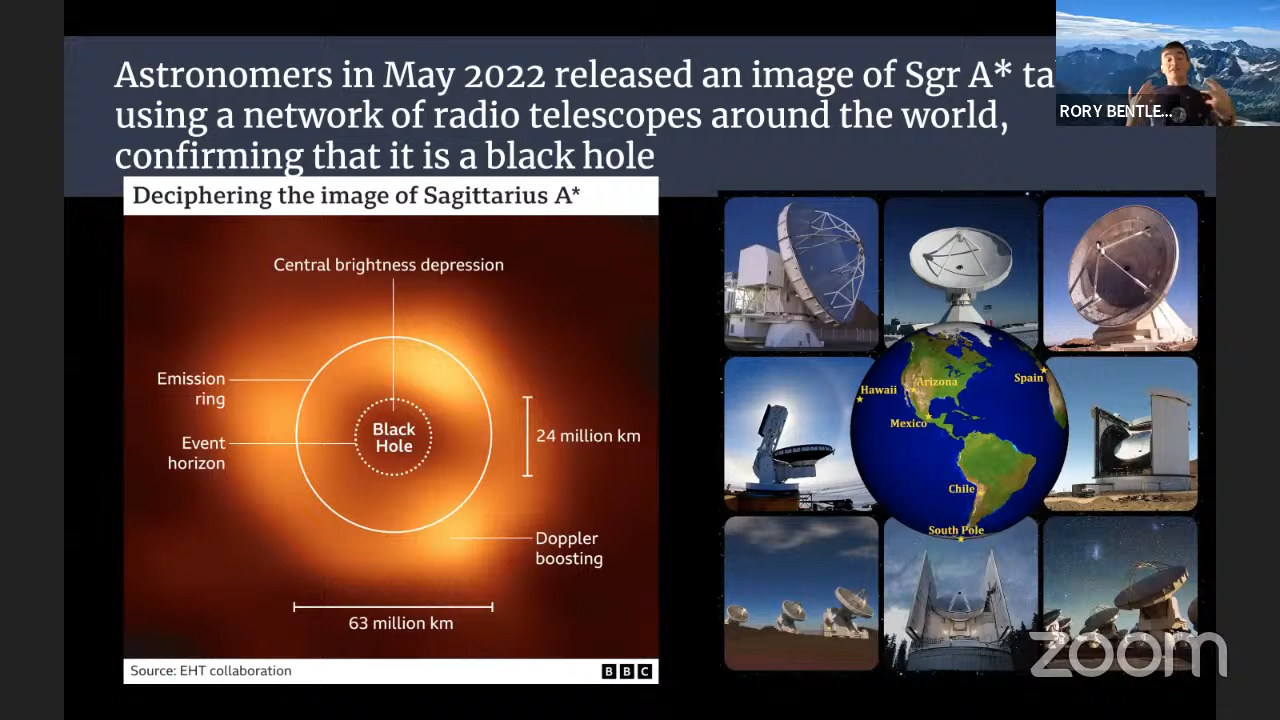 Astronomers in May 2022 released an image of Sgr A* ta
using a network of radio telescopes around the world,
confirming that it is a black hole
RORY BENTLE...
Deciphering the image of Sagittarius A*
Central brightness depression
Emission
ring
Event
horizon
Black
Hole
24 million km
Doppler
boosting
63 million km
Source: EHT collaboration
BBC
Hawaii
Arizona
Spain
Mexico
Chile
South Pole
zoom